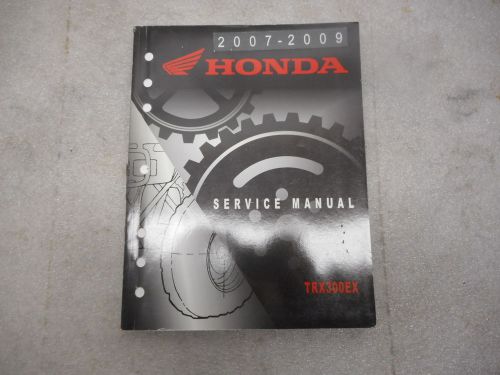 2007-2009
HONDA
SERVICE MANUAL
TRX300EX